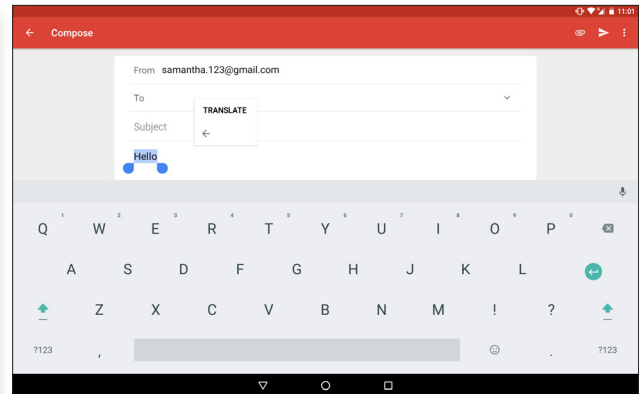 11:01
Compose
From samantha.123@gmail.com
To
TRANSLATE
Subject
Hello
1 2 3 4 5 6 7 8 9 0
Q W E R T Y U I O P
A S D F G H J K L
Z X C V B N M ! ?
?123 , . ?123